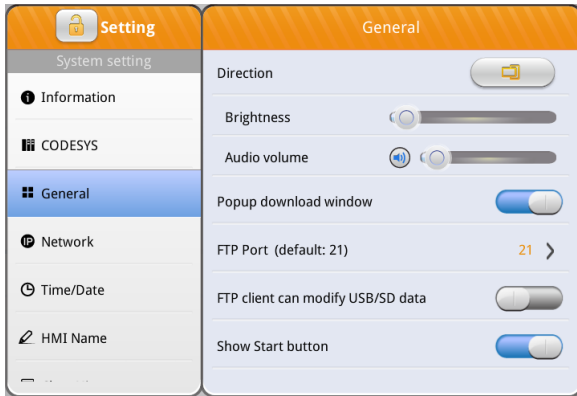 Setting
System setting
Information
CODESYS
General
Network
Time/Date
HMI Name
General
Direction
Brightness
Audio volume
Popup download window
FTP Port (default: 21) 21
FTP client can modify USB/SD data
Show Start button